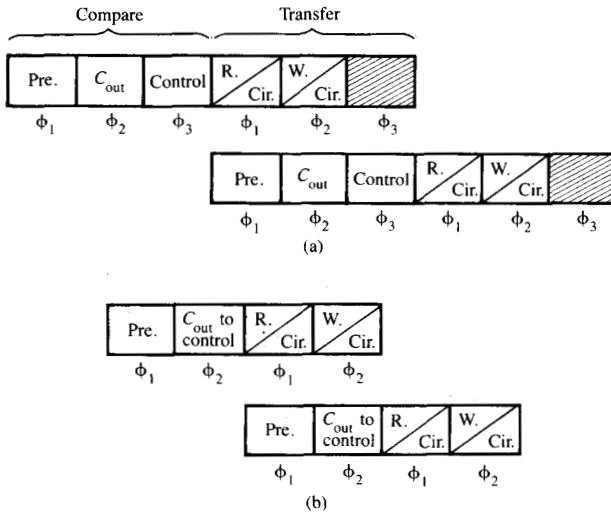 Compare Transfer
Pre. C_out Control R. Cir. W. Cir.
ϕ₁ ϕ₂ ϕ₃ ϕ₁ ϕ₂ ϕ₃
Pre. C_out Control R. Cir. W. Cir.
ϕ₁ ϕ₂ ϕ₃ ϕ₁ ϕ₂ ϕ₃
(a)
Pre. C_out to control R. Cir. W. Cir.
ϕ₁ ϕ₂ ϕ₁ ϕ₂
Pre. C_out to control R. Cir. W. Cir.
ϕ₁ ϕ₂ ϕ₁ ϕ₂
(b)